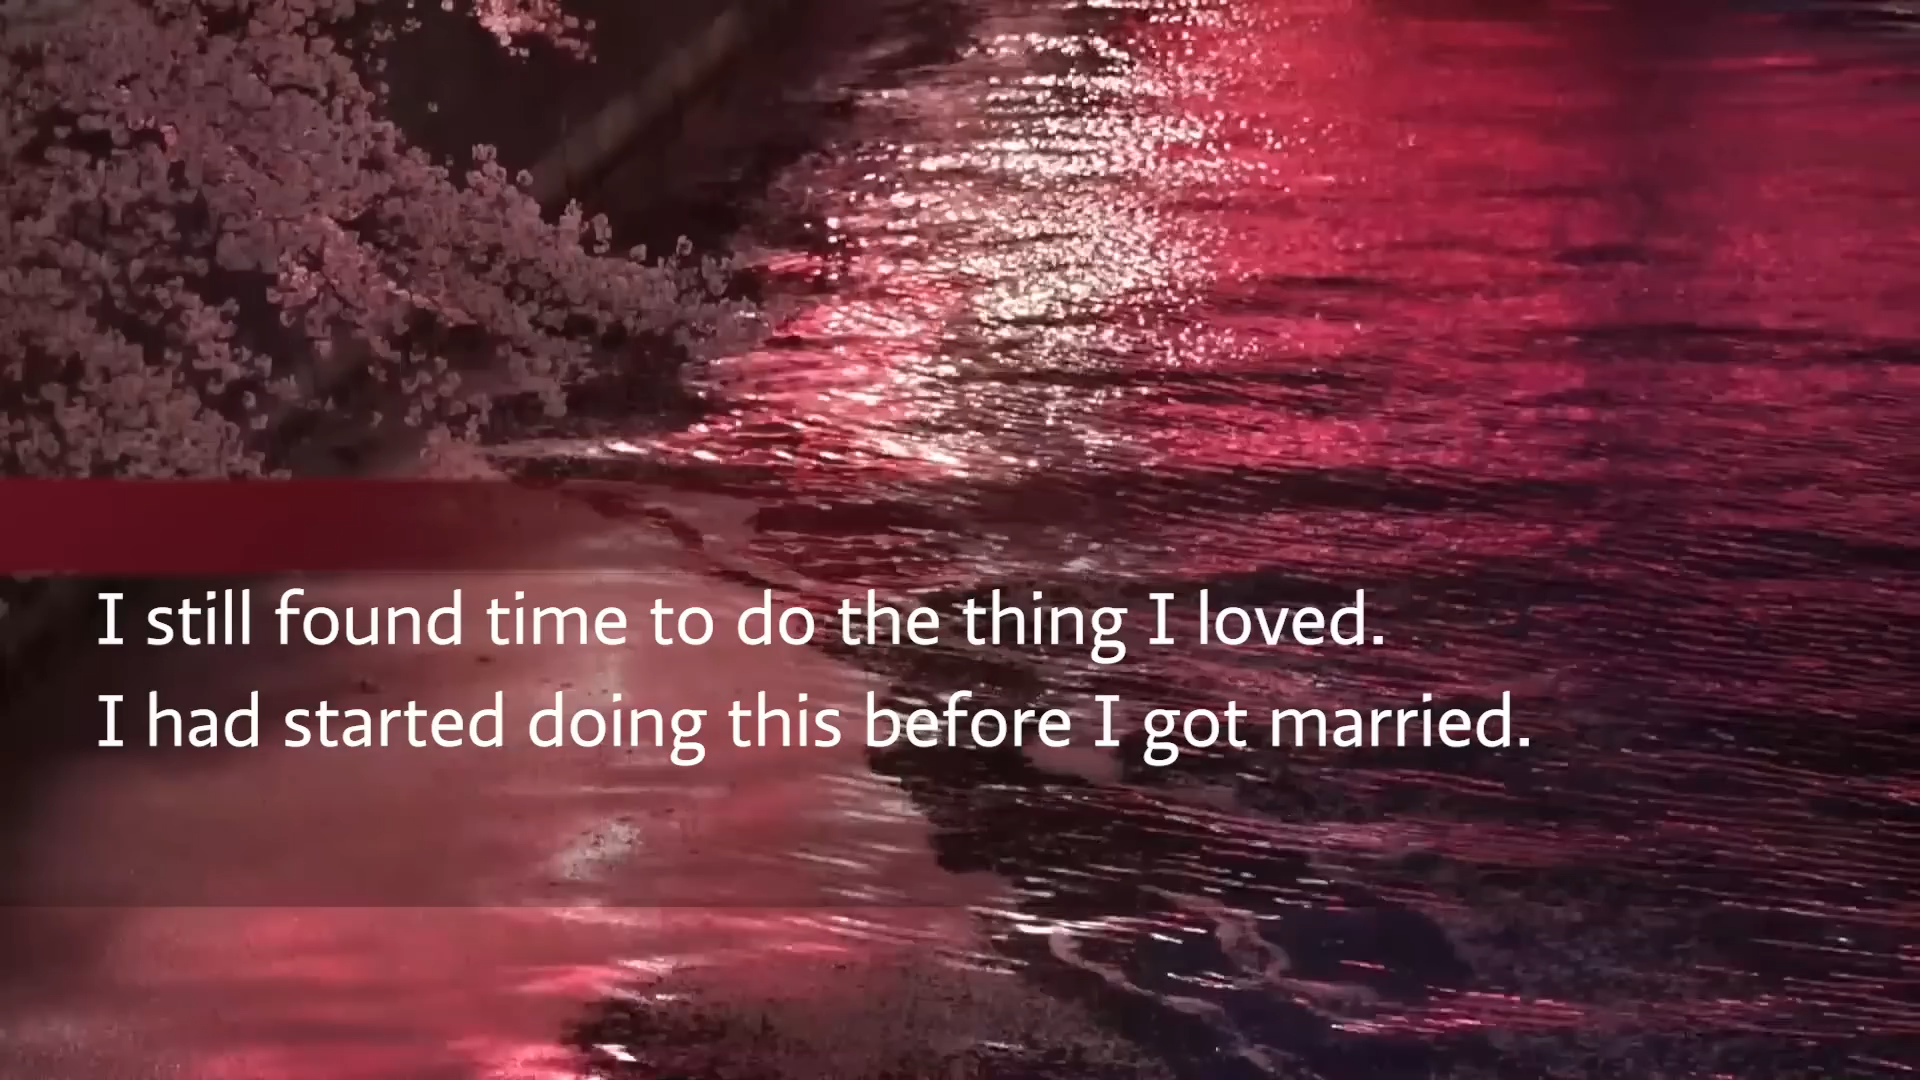 I still found time to do the thing I loved.
I had started doing this before I got married.